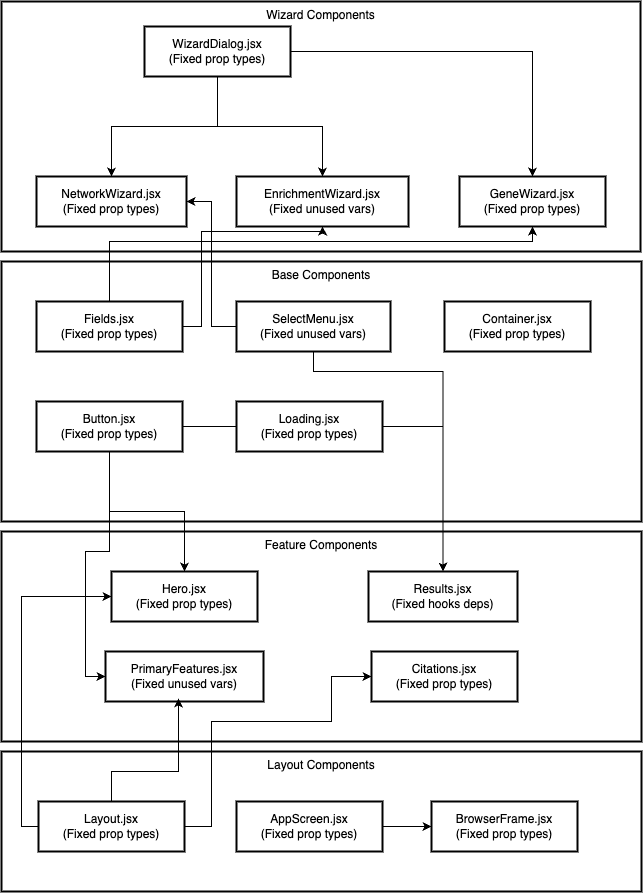 Wizard Components
WizardDialog.jsx
(Fixed prop types)
NetworkWizard.jsx
(Fixed prop types)
EnrichmentWizard.jsx
(Fixed unused vars)
GeneWizard.jsx
(Fixed prop types)
Base Components
Fields.jsx
(Fixed prop types)
SelectMenu.jsx
(Fixed unused vars)
Container.jsx
(Fixed prop types)
Button.jsx
(Fixed prop types)
Loading.jsx
(Fixed prop types)
Feature Components
Hero.jsx
(Fixed prop types)
Results.jsx
(Fixed hooks deps)
PrimaryFeatures.jsx
(Fixed unused vars)
Citations.jsx
(Fixed prop types)
Layout Components
Layout.jsx
(Fixed prop types)
AppScreen.jsx
(Fixed prop types)
BrowserFrame.jsx
(Fixed prop types)